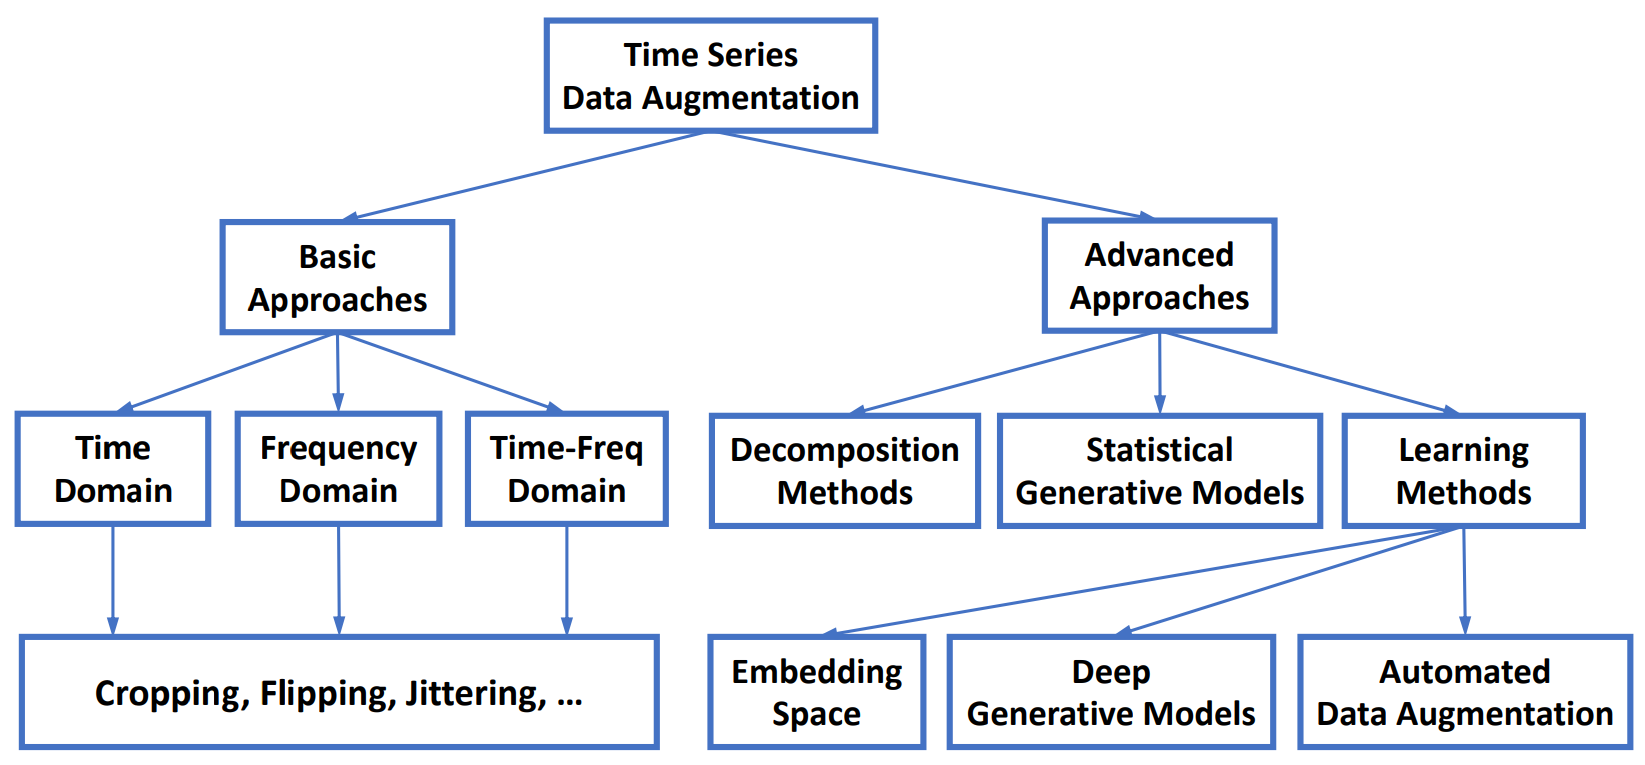 Time Series
Data Augmentation
Basic
Approaches
Advanced
Approaches
Time
Domain
Frequency
Domain
Time-Freq
Domain
Decomposition
Methods
Statistical
Generative Models
Learning
Methods
Cropping, Flipping, Jittering, ...
Embedding
Space
Deep
Generative Models
Automated
Data Augmentation